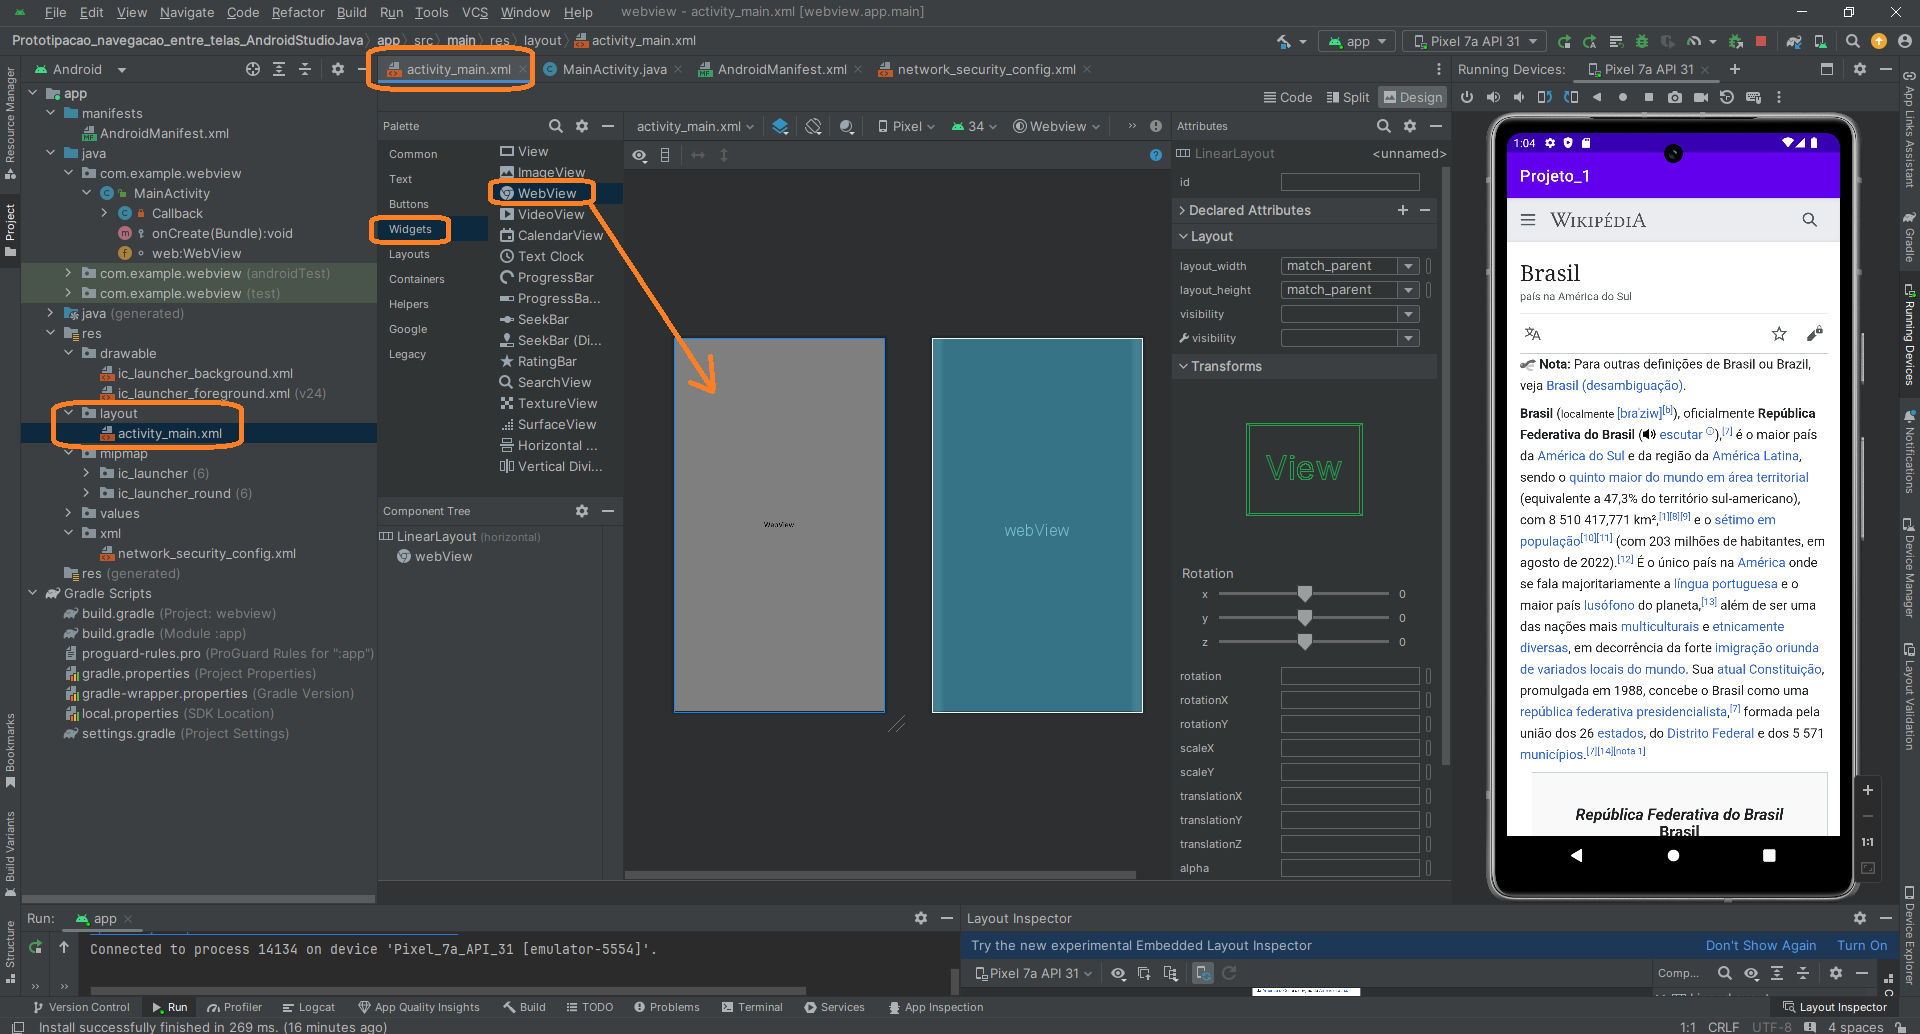 File Edit View Navigate Code Refactor Build Run Tools VCS Window Help webview - activity_main.xml [webview.app.main]
Prototipacao_navegacao_entre_telas_AndroidStudioJava app src main res layout activity_main.xml
app Pixel 7a API 31
Android
activity_main.xml MainActivity.java AndroidManifest.xml network_security_config.xml
Running Devices: Pixel 7a API 31
Code Split Design
Resource Manager
Project
Bookmarks
Build Variants
Structure
app
manifests
AndroidManifest.xml
java
com.example.webview
MainActivity
Callback
onCreate(Bundle):void
web:WebView
com.example.webview (androidTest)
com.example.webview (test)
java (generated)
res
drawable
ic_launcher_background.xml
ic_launcher_foreground.xml (v24)
layout
activity_main.xml
mipmap
ic_launcher (6)
ic_launcher_round (6)
values
xml
network_security_config.xml
res (generated)
Gradle Scripts
build.gradle (Project: webview)
build.gradle (Module :app)
proguard-rules.pro (ProGuard Rules for ":app")
gradle.properties (Project Properties)
gradle-wrapper.properties (Gradle Version)
local.properties (SDK Location)
settings.gradle (Project Settings)
Palette
Common
Text
Buttons
Widgets
Layouts
Containers
Helpers
Google
Legacy
View
ImageView
WebView
VideoView
CalendarView
Text Clock
ProgressBar
ProgressBa...
SeekBar
SeekBar (Di...
RatingBar
SearchView
TextureView
SurfaceView
Horizontal ...
Vertical Divi...
Component Tree
LinearLayout (horizontal)
webView
activity_main.xml Pixel 34 Webview
WebView
webView
Attributes
LinearLayout <unnamed>
id
Declared Attributes
Layout
layout_width match_parent
layout_height match_parent
visibility
visibility
Transforms
View
Rotation
x 0
y 0
z 0
rotation
rotationX
rotationY
scaleX
scaleY
translationX
translationY
translationZ
alpha
1:04
Projeto_1
WIKIPÉDIA
Brasil
país na América do Sul
Nota: Para outras definições de Brasil ou Brazil,
veja Brasil (desambiguação).
Brasil (localmente [bɾaˈziw][b]), oficialmente República
Federativa do Brasil (escutar ⓘ),[7] é o maior país
da América do Sul e da região da América Latina,
sendo o quinto maior do mundo em área territorial
(equivalente a 47,3% do território sul-americano),
com 8 510 417,771 km²,[1][8][9] e o sétimo em
população[10][11] (com 203 milhões de habitantes, em
agosto de 2022).[12] É o único país na América onde
se fala majoritariamente a língua portuguesa e o
maior país lusófono do planeta,[13] além de ser uma
das nações mais multiculturais e etnicamente
diversas, em decorrência da forte imigração oriunda
de variados locais do mundo. Sua atual Constituição,
promulgada em 1988, concebe o Brasil como uma
república federativa presidencialista,[7] formada pela
união dos 26 estados, do Distrito Federal e dos 5 571
municípios.[7][14][nota 1]
República Federativa do Brasil
Brasil
1:1
App Links Assistant
Gradle
Running Devices
Notifications
Device Manager
Layout Validation
Device Explorer
Run: app
Connected to process 14134 on device 'Pixel_7a_API_31 [emulator-5554]'.
Layout Inspector
Try the new experimental Embedded Layout Inspector Don't Show Again Turn On
Pixel 7a API 31 Comp...
Version Control Run Profiler Logcat App Quality Insights Build TODO Problems Terminal Services App Inspection Layout Inspector
Install successfully finished in 269 ms. (16 minutes ago) 1:1 CRLF UTF-8 4 spaces